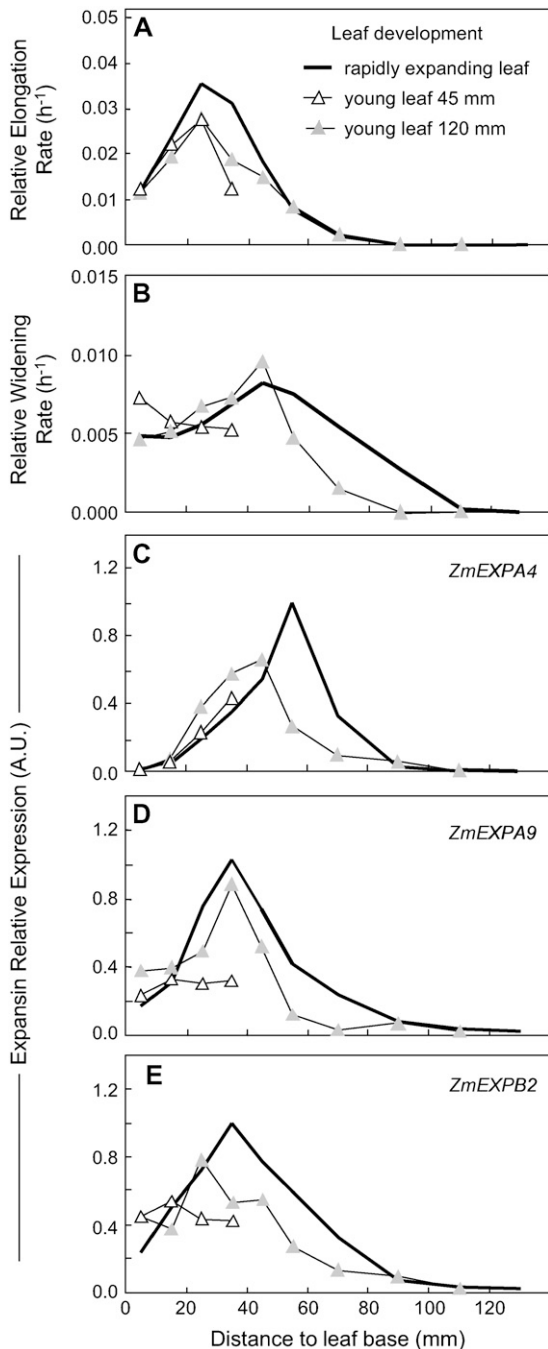 A
Leaf development
rapidly expanding leaf
young leaf 45 mm
young leaf 120 mm
Relative Elongation
Rate (h-1)
0.05
0.04
0.03
0.02
0.01
0.00
B
Relative Widening
Rate (h-1)
0.015
0.010
0.005
0.000
C
ZmEXPA4
1.2
0.8
0.4
0.0
D
ZmEXPA9
1.2
0.8
0.4
0.0
E
ZmEXPB2
1.2
0.8
0.4
0.0
Expansin Relative Expression (A.U.)
0 20 40 60 80 100 120
Distance to leaf base (mm)